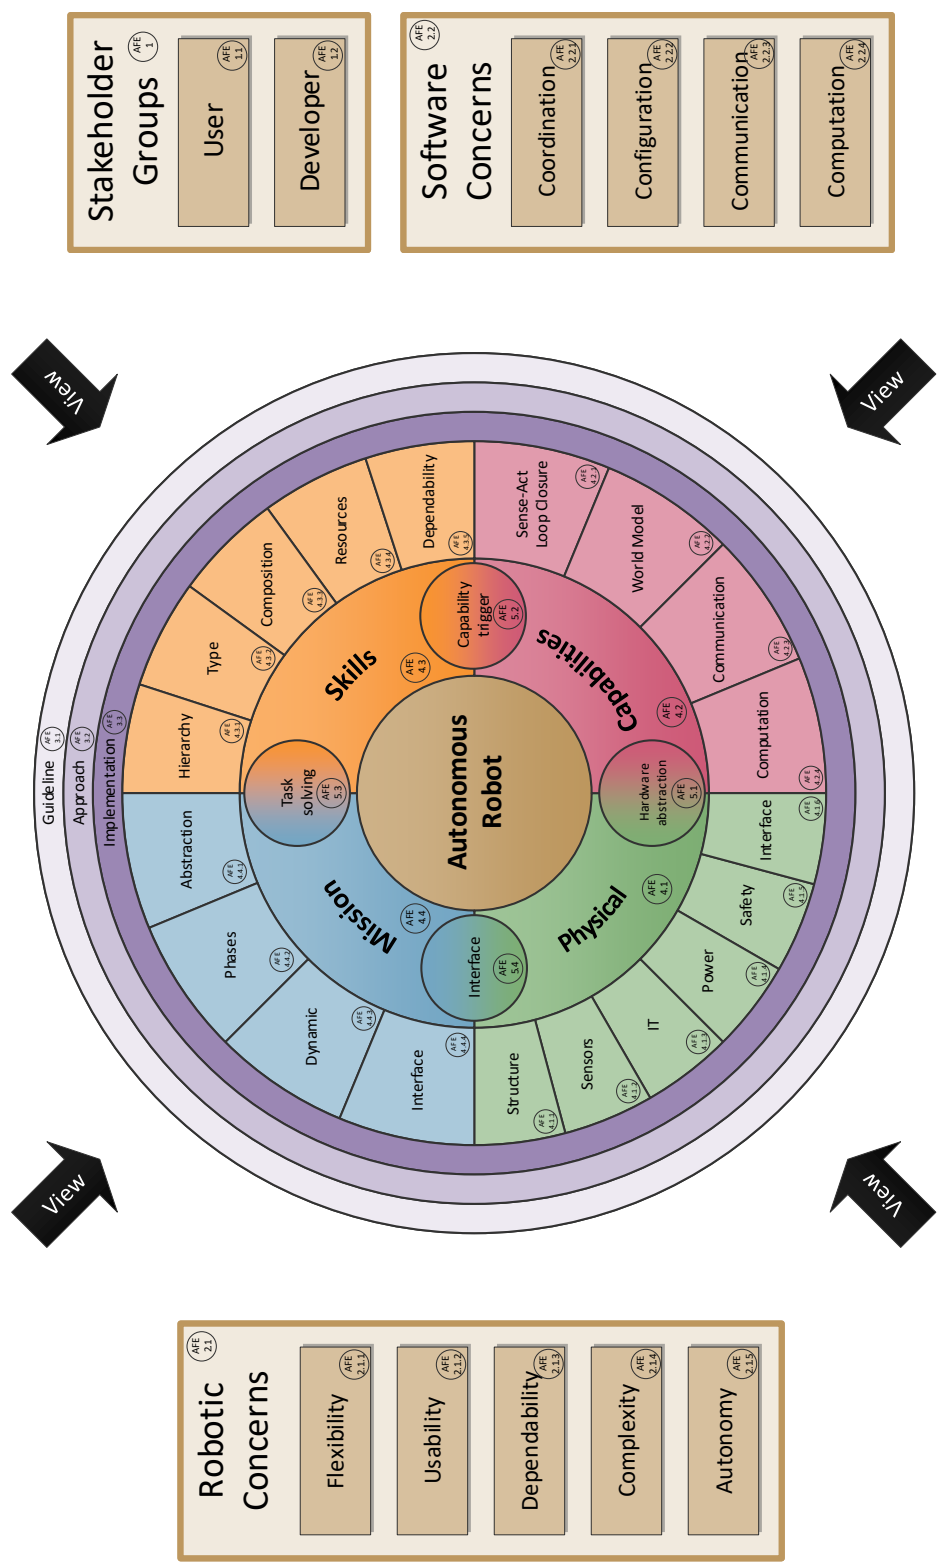 Robotic
Concerns
AFE
2.1
Flexibility
AFE
2.1.1
Usability
AFE
2.1.2
Dependability
AFE
2.1.3
Complexity
AFE
2.1.4
Autonomy
AFE
2.1.5
View
View
View
View
Guideline
AFE
3.1
Approach
AFE
3.2
Implementation
AFE
3.3
Autonomous
Robot
Mission
AFE
4.4
Interface
AFE
4.4.4
Dynamic
AFE
4.4.3
Phases
AFE
4.4.2
Abstraction
AFE
4.4.1
Task
solving
AFE
5.3
Skills
AFE
4.3
Hierarchy
AFE
4.3.1
Type
AFE
4.3.2
Composition
AFE
4.3.3
Resources
AFE
4.3.4
Dependability
AFE
4.3.5
Capability
trigger
AFE
5.2
Capabilities
AFE
4.2
Sense-Act
Loop Closure
AFE
4.2.1
World Model
AFE
4.2.2
Communication
AFE
4.2.3
Computation
AFE
4.2.4
Hardware
abstraction
AFE
5.1
Physical
AFE
4.1
Interface
AFE
4.1.6
Safety
AFE
4.1.5
Power
AFE
4.1.4
IT
AFE
4.1.3
Sensors
AFE
4.1.2
Structure
AFE
4.1.1
Interface
AFE
5.4
Stakeholder
Groups
AFE
1
User
AFE
1.1
Developer
AFE
1.2
Software
Concerns
AFE
2.2
Coordination
AFE
2.2.1
Configuration
AFE
2.2.2
Communication
AFE
2.2.3
Computation
AFE
2.2.4